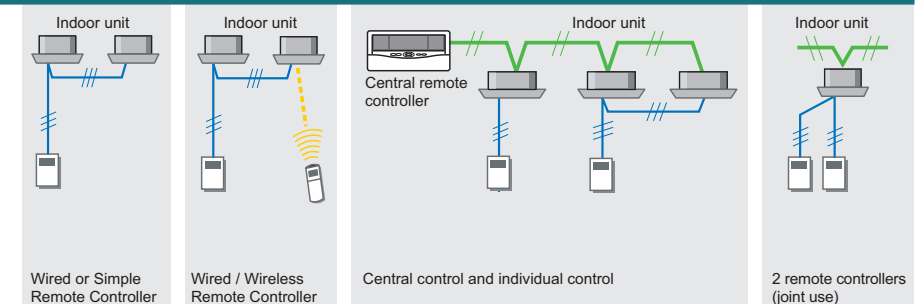 Indoor unit
Indoor unit
Indoor unit
Indoor unit
Central remote
controller
Wired or Simple
Remote Controller
Wired / Wireless
Remote Controller
Central control and individual control
2 remote controllers
(joint use)